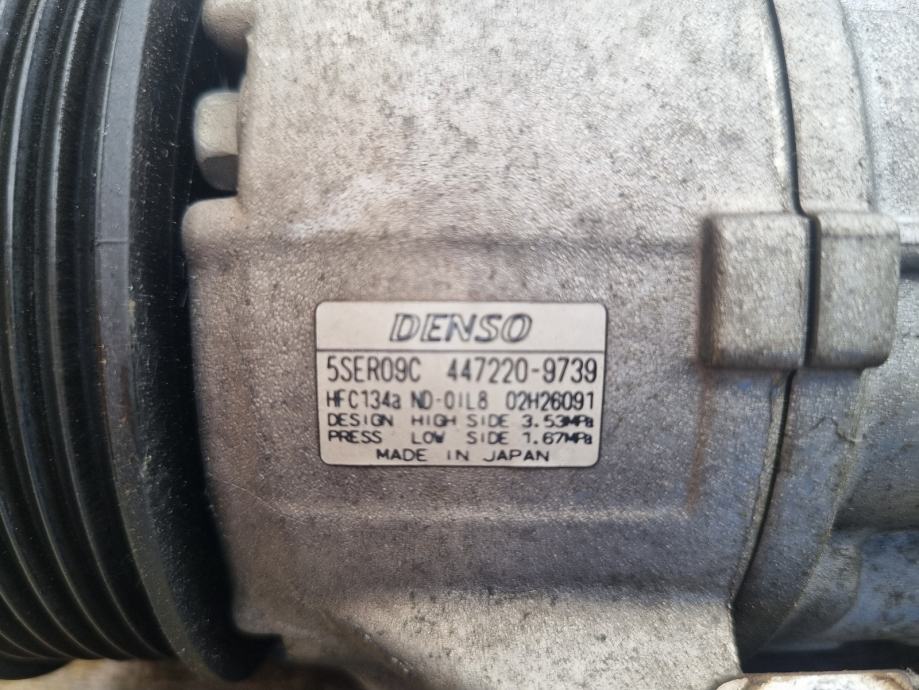 DENSO
5SER09C 447220-9739
HFC134a ND-OIL8 02H26091
DESIGN HIGH SIDE 3.53MPa
PRESS LOW SIDE 1.67MPa
MADE IN JAPAN